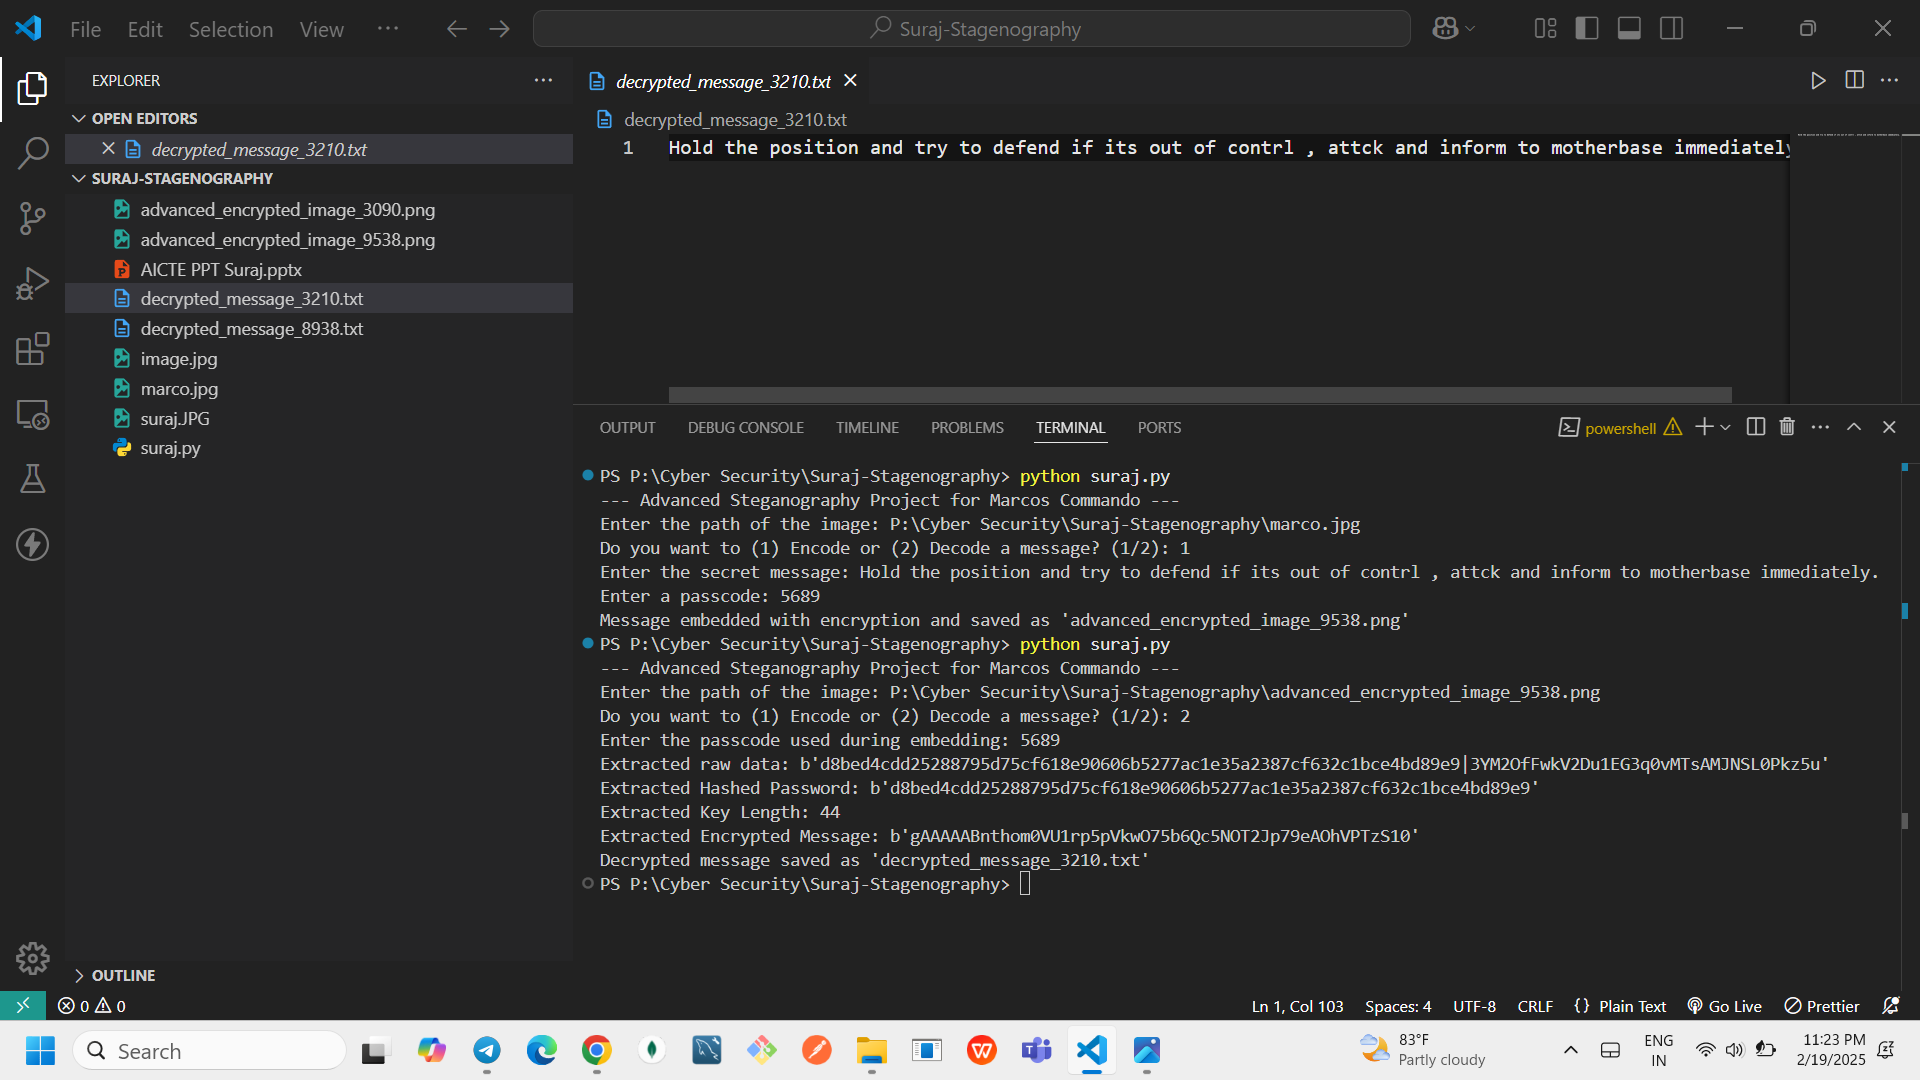 File Edit Selection View ··· Suraj-Stagenography
EXPLORER
OPEN EDITORS
decrypted_message_3210.txt
SURAJ-STAGENOGRAPHY
advanced_encrypted_image_3090.png
advanced_encrypted_image_9538.png
AICTE PPT Suraj.pptx
decrypted_message_3210.txt
decrypted_message_8938.txt
image.jpg
marco.jpg
suraj.JPG
suraj.py
OUTLINE
decrypted_message_3210.txt
decrypted_message_3210.txt
1 Hold the position and try to defend if its out of contrl , attck and inform to motherbase immediately
OUTPUT DEBUG CONSOLE TIMELINE PROBLEMS TERMINAL PORTS powershell
PS P:\Cyber Security\Suraj-Stagenography> python suraj.py
--- Advanced Steganography Project for Marcos Commando ---
Enter the path of the image: P:\Cyber Security\Suraj-Stagenography\marco.jpg
Do you want to (1) Encode or (2) Decode a message? (1/2): 1
Enter the secret message: Hold the position and try to defend if its out of contrl , attck and inform to motherbase immediately.
Enter a passcode: 5689
Message embedded with encryption and saved as 'advanced_encrypted_image_9538.png'
PS P:\Cyber Security\Suraj-Stagenography> python suraj.py
--- Advanced Steganography Project for Marcos Commando ---
Enter the path of the image: P:\Cyber Security\Suraj-Stagenography\advanced_encrypted_image_9538.png
Do you want to (1) Encode or (2) Decode a message? (1/2): 2
Enter the passcode used during embedding: 5689
Extracted raw data: b'd8bed4cdd25288795d75cf618e90606b5277ac1e35a2387cf632c1bce4bd89e9|3YM2OfFwkV2Du1EG3q0vMTsAMJNSL0Pkz5u'
Extracted Hashed Password: b'd8bed4cdd25288795d75cf618e90606b5277ac1e35a2387cf632c1bce4bd89e9'
Extracted Key Length: 44
Extracted Encrypted Message: b'gAAAAABnthom0VU1rp5pVkwO75b6Qc5NOT2Jp79eAOhVPTzS10'
Decrypted message saved as 'decrypted_message_3210.txt'
PS P:\Cyber Security\Suraj-Stagenography>
0 0 Ln 1, Col 103 Spaces: 4 UTF-8 CRLF {} Plain Text Go Live Prettier
Search
83°F
Partly cloudy
ENG
IN
11:23 PM
2/19/2025